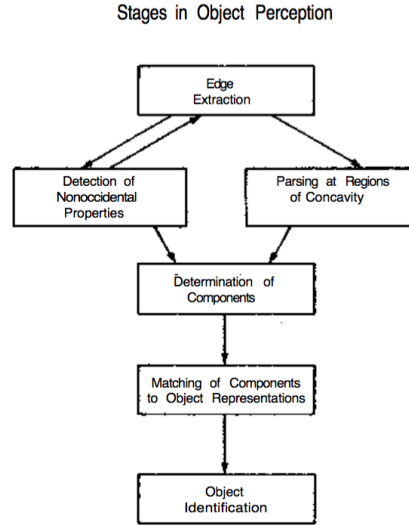 Stages in Object Perception
Edge
Extraction
Detection of
Nonoccidental
Properties
Parsing at Regions
of Concavity
Determination of
Components
Matching of Components
to Object Representations
Object
Identification